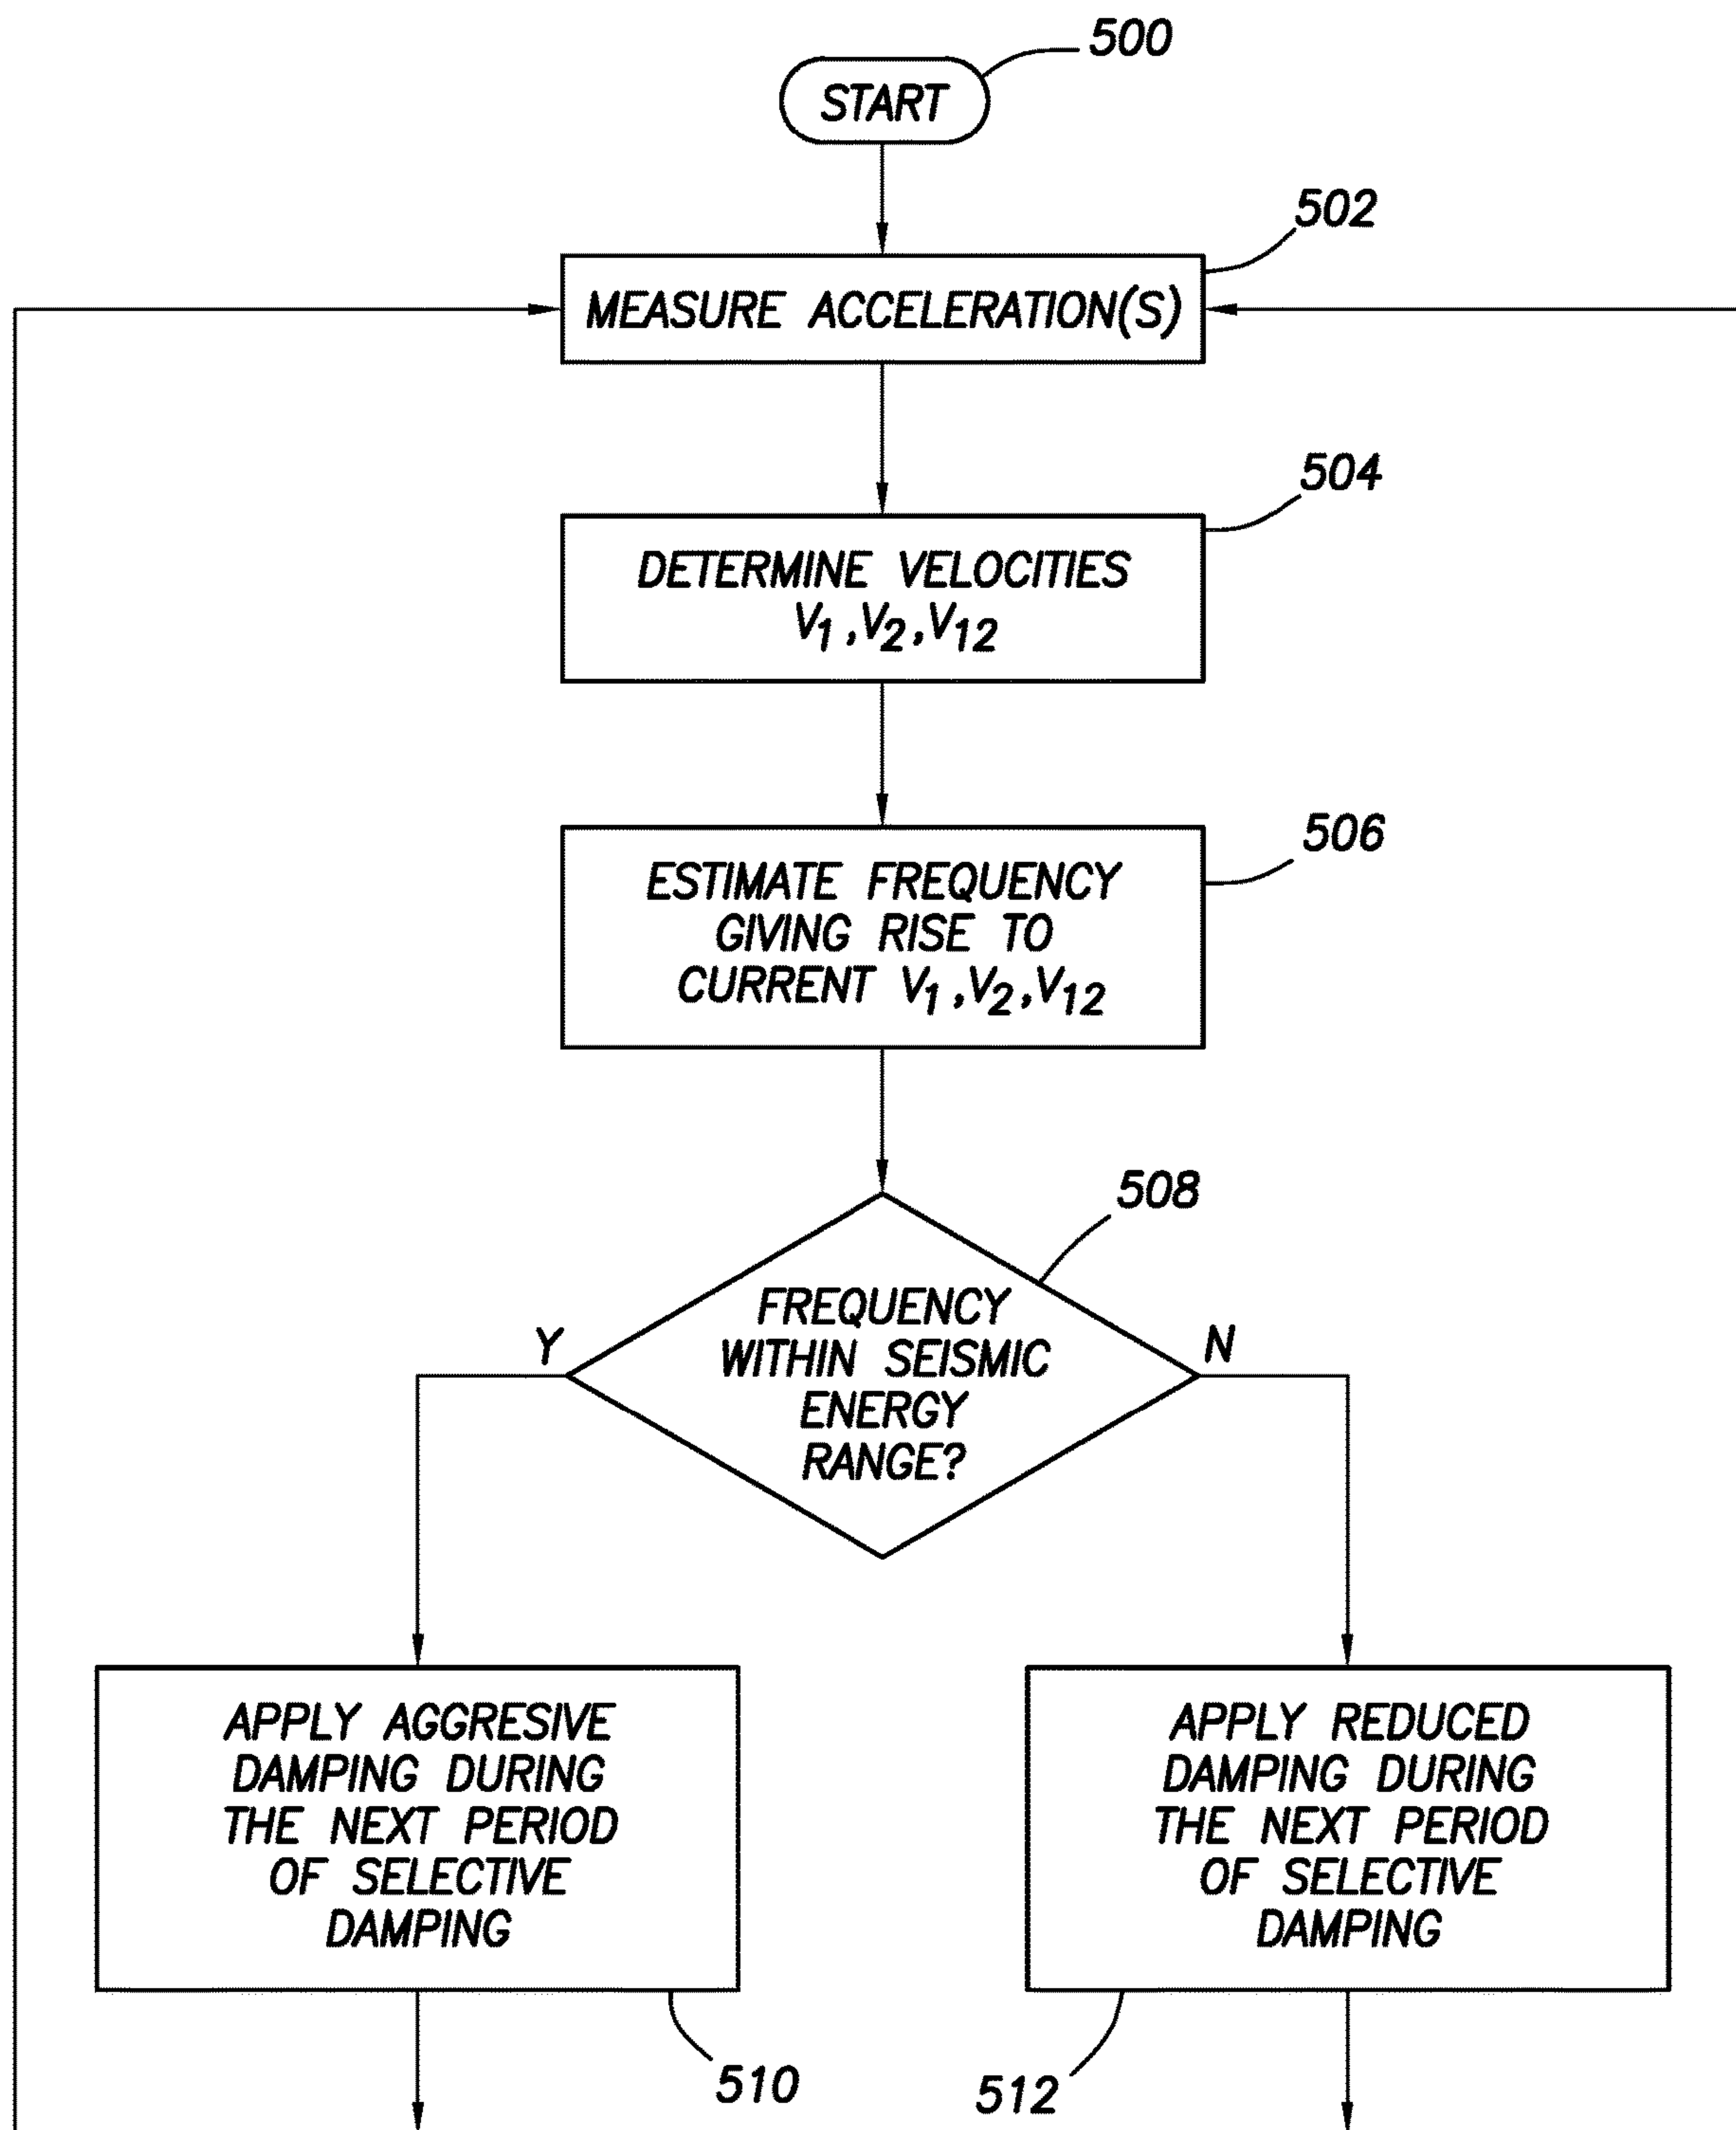 500
START
502
MEASURE ACCELERATION(S)
504
DETERMINE VELOCITIES
V1,V2,V12
506
ESTIMATE FREQUENCY
GIVING RISE TO
CURRENT V1,V2,V12
508
FREQUENCY
WITHIN SEISMIC
ENERGY
RANGE?
Y
N
APPLY AGGRESIVE
DAMPING DURING
THE NEXT PERIOD
OF SELECTIVE
DAMPING
510
APPLY REDUCED
DAMPING DURING
THE NEXT PERIOD
OF SELECTIVE
DAMPING
512